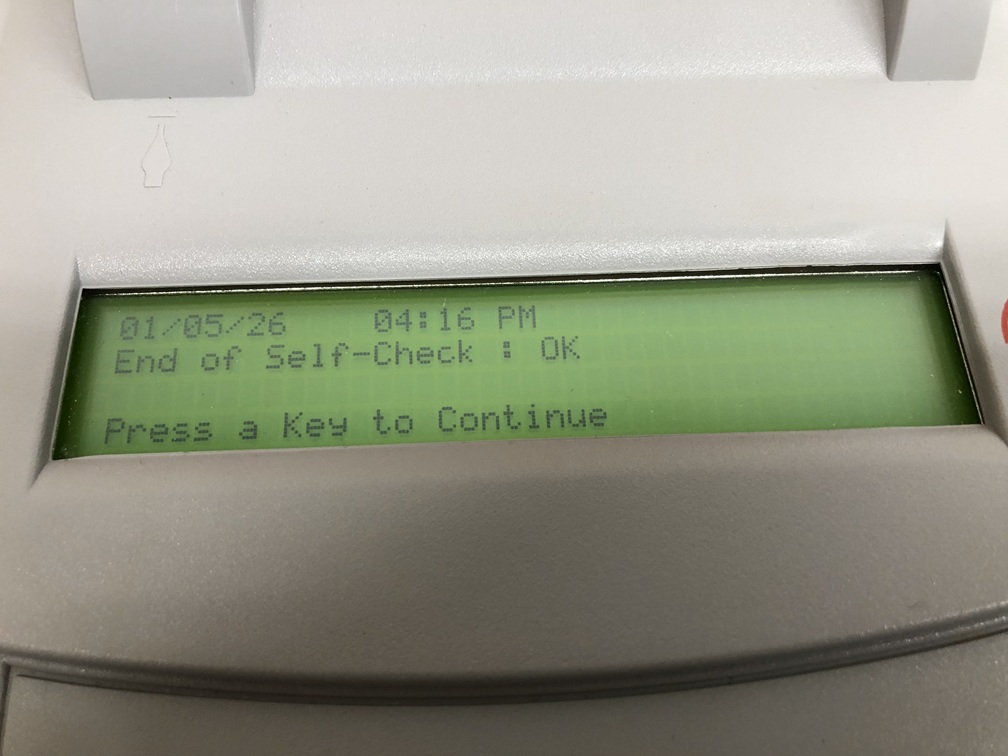 01/05/26 04:16 PM
End of Self-Check : OK
Press a Key to Continue